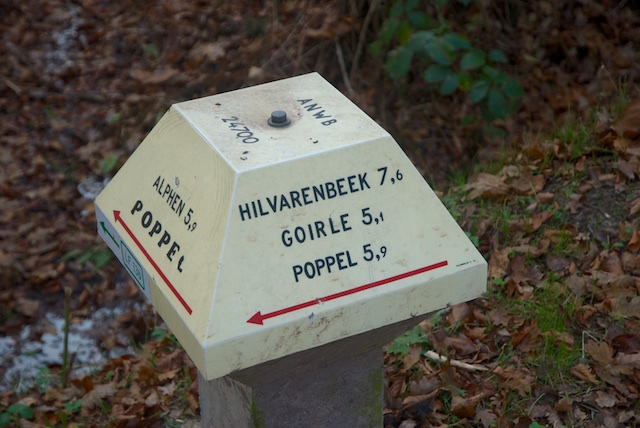 ANWB
24700
ALPHEN 5,9
POPPEL
HILVARENBEEK 7,6
GOIRLE 5,1
POPPEL 5,9